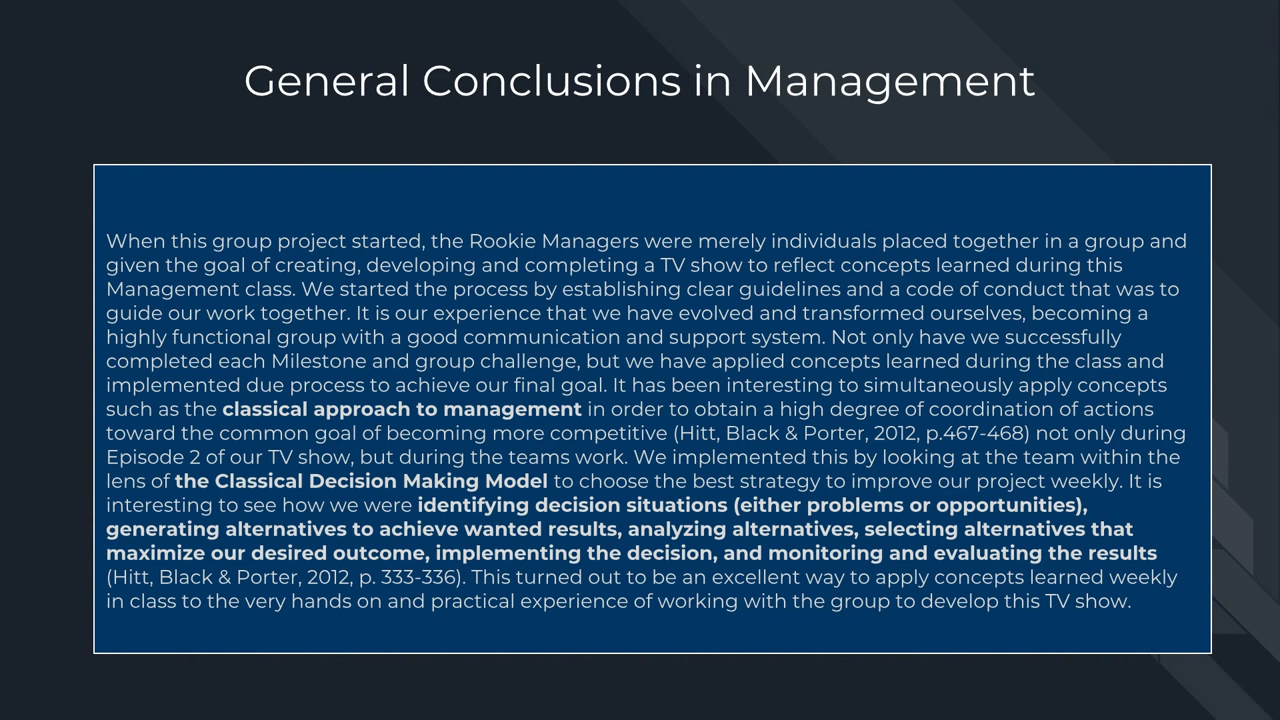 General Conclusions in Management
When this group project started, the Rookie Managers were merely individuals placed together in a group and
given the goal of creating, developing and completing a TV show to reflect concepts learned during this
Management class. We started the process by establishing clear guidelines and a code of conduct that was to
guide our work together. It is our experience that we have evolved and transformed ourselves, becoming a
highly functional group with a good communication and support system. Not only have we successfully
completed each Milestone and group challenge, but we have applied concepts learned during the class and
implemented due process to achieve our final goal. It has been interesting to simultaneously apply concepts
such as the classical approach to management in order to obtain a high degree of coordination of actions
toward the common goal of becoming more competitive (Hitt, Black & Porter, 2012, p.467-468) not only during
Episode 2 of our TV show, but during the teams work. We implemented this by looking at the team within the
lens of the Classical Decision Making Model to choose the best strategy to improve our project weekly. It is
interesting to see how we were identifying decision situations (either problems or opportunities),
generating alternatives to achieve wanted results, analyzing alternatives, selecting alternatives that
maximize our desired outcome, implementing the decision, and monitoring and evaluating the results
(Hitt, Black & Porter, 2012, p. 333-336). This turned out to be an excellent way to apply concepts learned weekly
in class to the very hands on and practical experience of working with the group to develop this TV show.